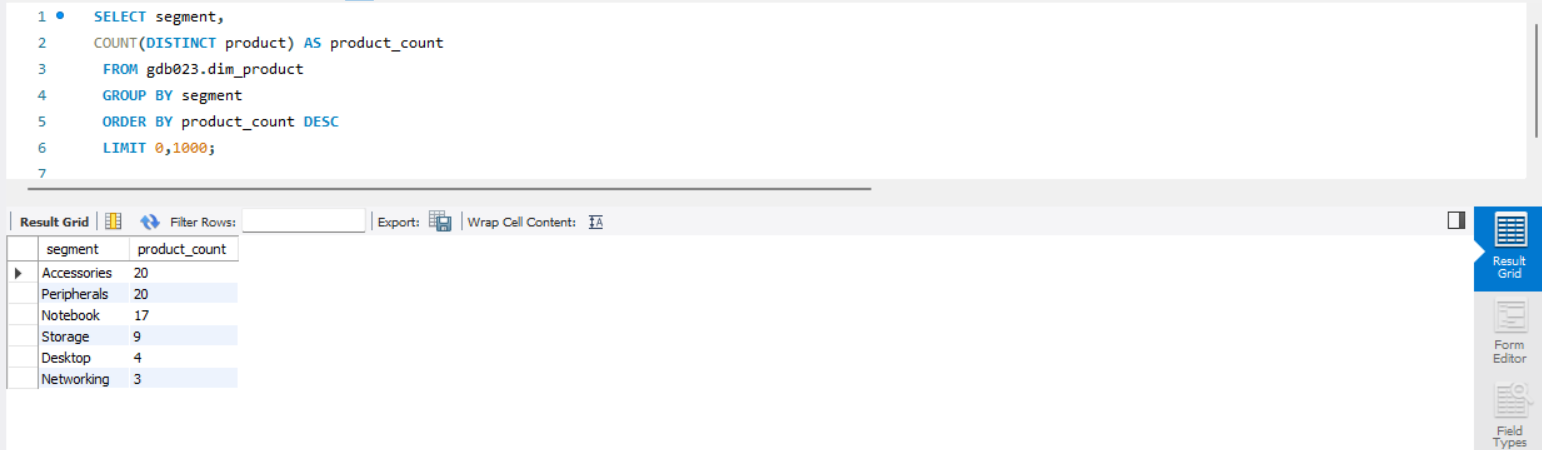 1 SELECT segment,
2 COUNT(DISTINCT product) AS product_count
3 FROM gdb023.dim_product
4 GROUP BY segment
5 ORDER BY product_count DESC
6 LIMIT 0,1000;
7
Result Grid Filter Rows: Export: Wrap Cell Content:
segment product_count
Accessories 20
Peripherals 20
Notebook 17
Storage 9
Desktop 4
Networking 3
Result
Grid
Form
Editor
Field
Types